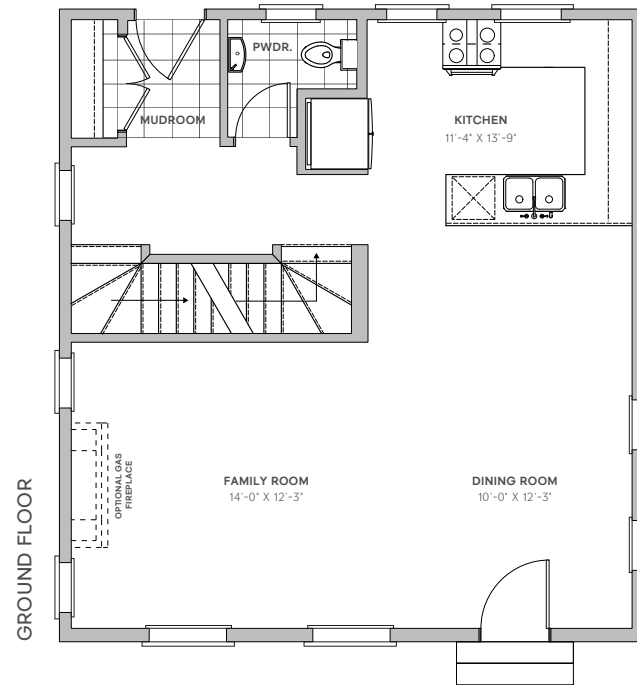 PWDR.
MUDROOM
KITCHEN
11'-4" X 13'-9"
OPTIONAL GAS
FIREPLACE
FAMILY ROOM
14'-0" X 12'-3"
DINING ROOM
10'-0" X 12'-3"
GROUND FLOOR